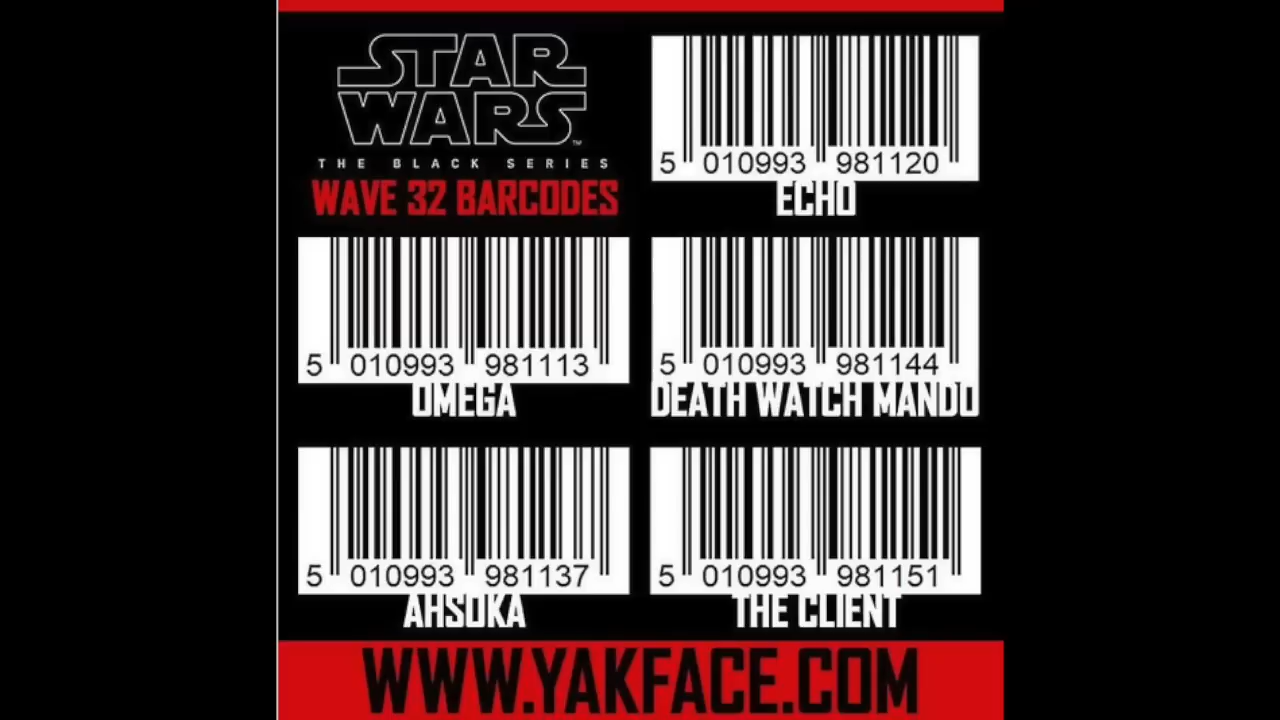 STAR
WARS™
THE BLACK SERIES
WAVE 32 BARCODES
5 010993 981120
ECHO
5 010993 981113
OMEGA
5 010993 981144
DEATH WATCH MANDO
5 010993 981137
AHSOKA
5 010993 981151
THE CLIENT
WWW.YAKFACE.COM